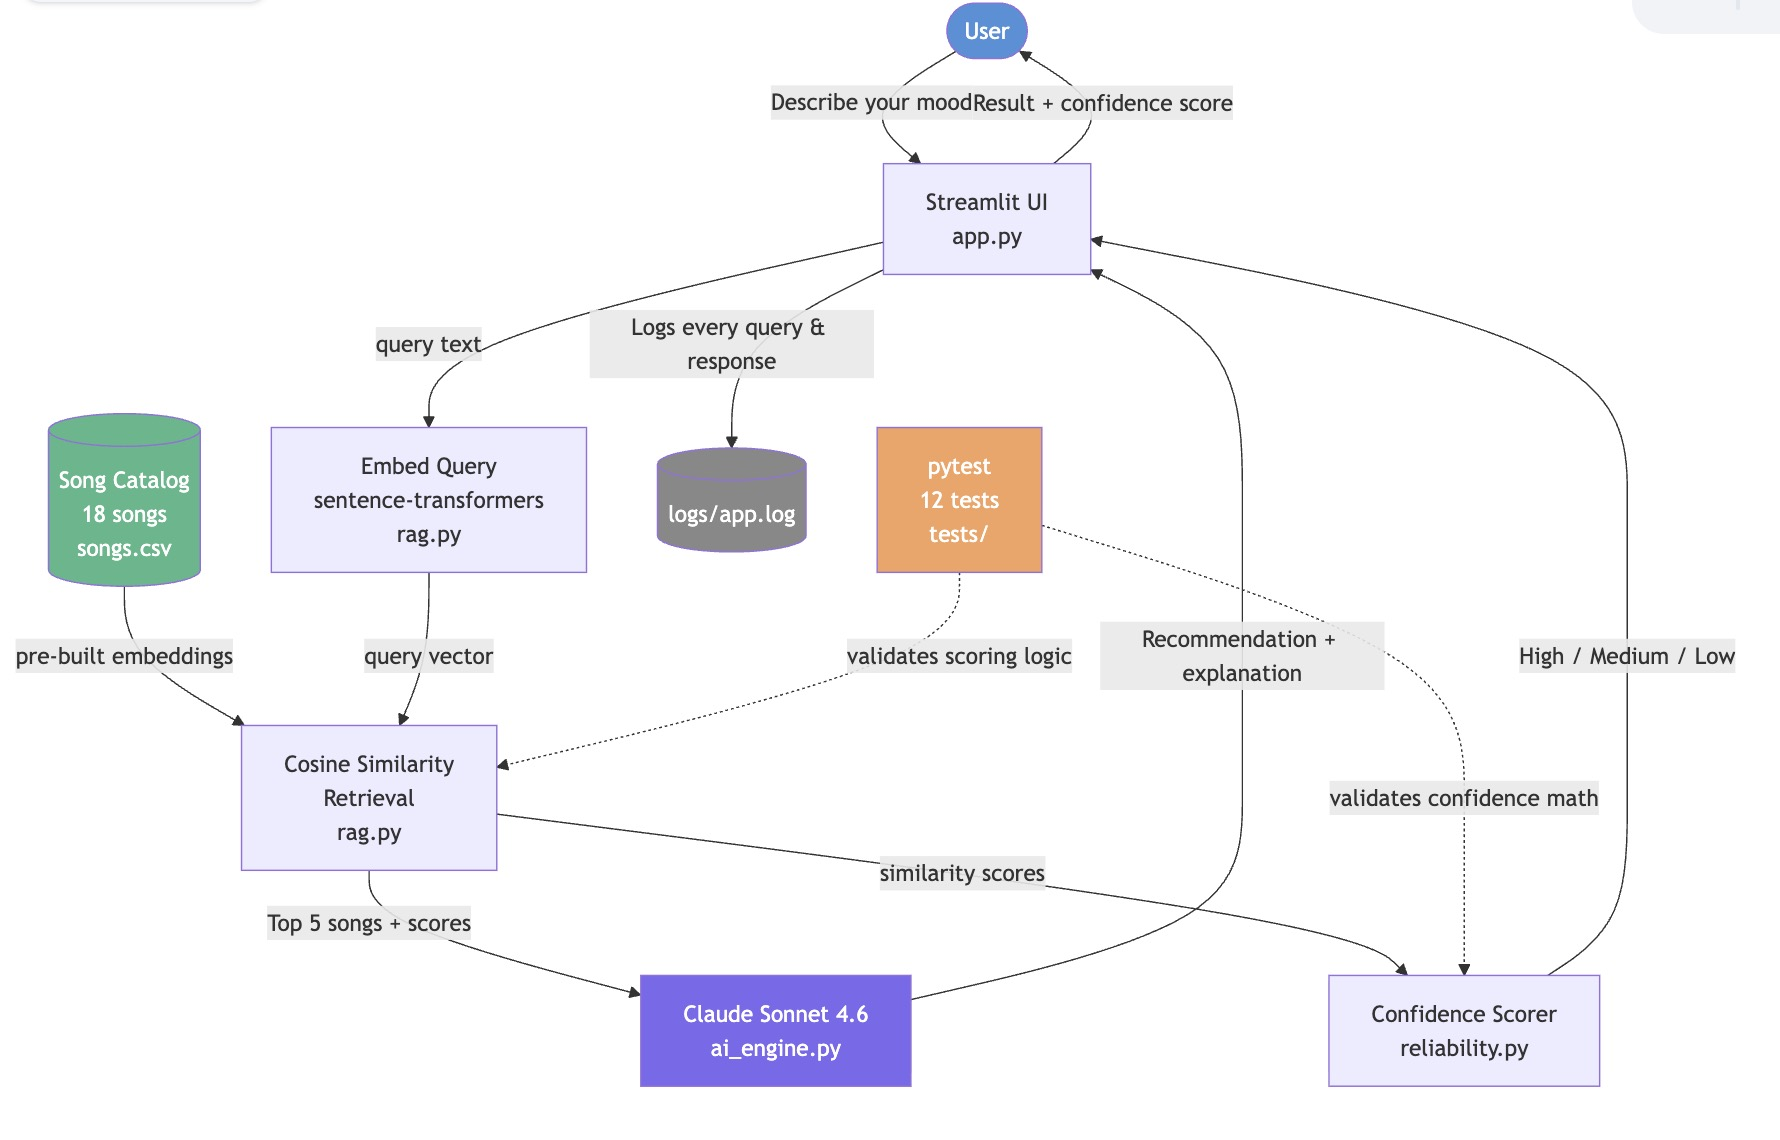 User
Describe your mood
Result + confidence score
Streamlit UI
app.py
query text
Logs every query &
response
Song Catalog
18 songs
songs.csv
Embed Query
sentence-transformers
rag.py
logs/app.log
pytest
12 tests
tests/
pre-built embeddings
query vector
validates scoring logic
Recommendation +
explanation
High / Medium / Low
Cosine Similarity
Retrieval
rag.py
validates confidence math
similarity scores
Top 5 songs + scores
Claude Sonnet 4.6
ai_engine.py
Confidence Scorer
reliability.py